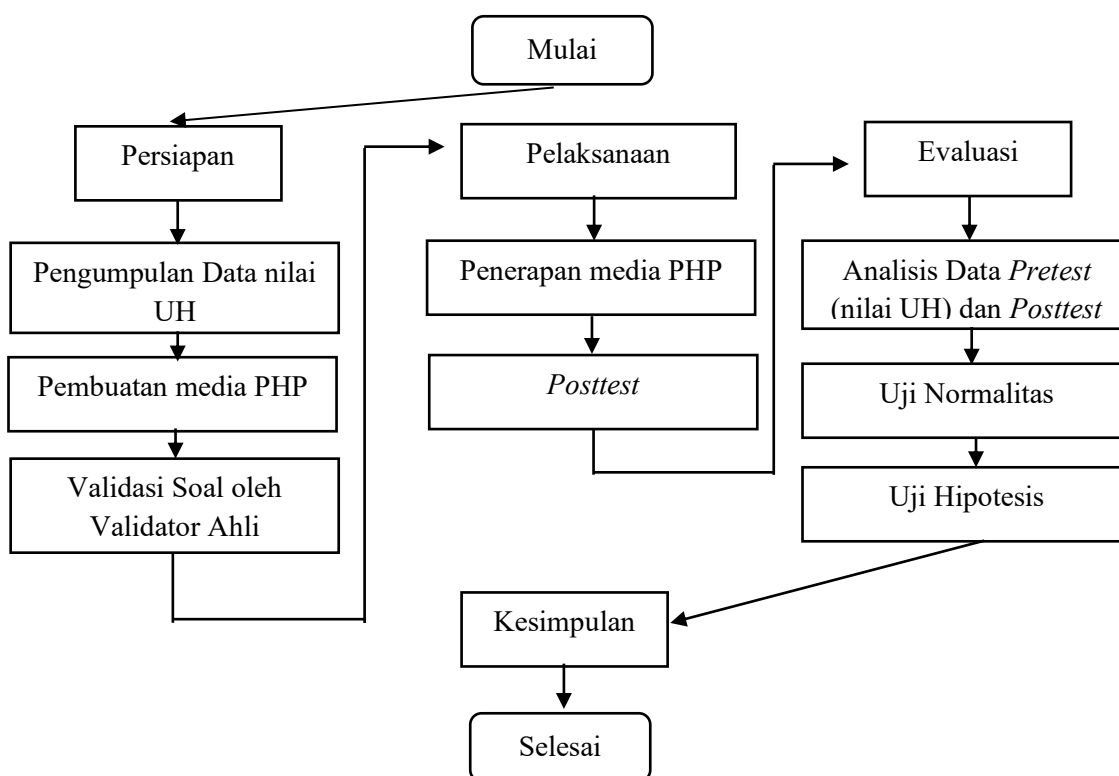 Mulai
Persiapan
Pengumpulan Data nilai
UH
Pembuatan media PHP
Validasi Soal oleh
Validator Ahli
Pelaksanaan
Penerapan media PHP
Posttest
Evaluasi
Analisis Data Pretest
(nilai UH) dan Posttest
Uji Normalitas
Uji Hipotesis
Kesimpulan
Selesai